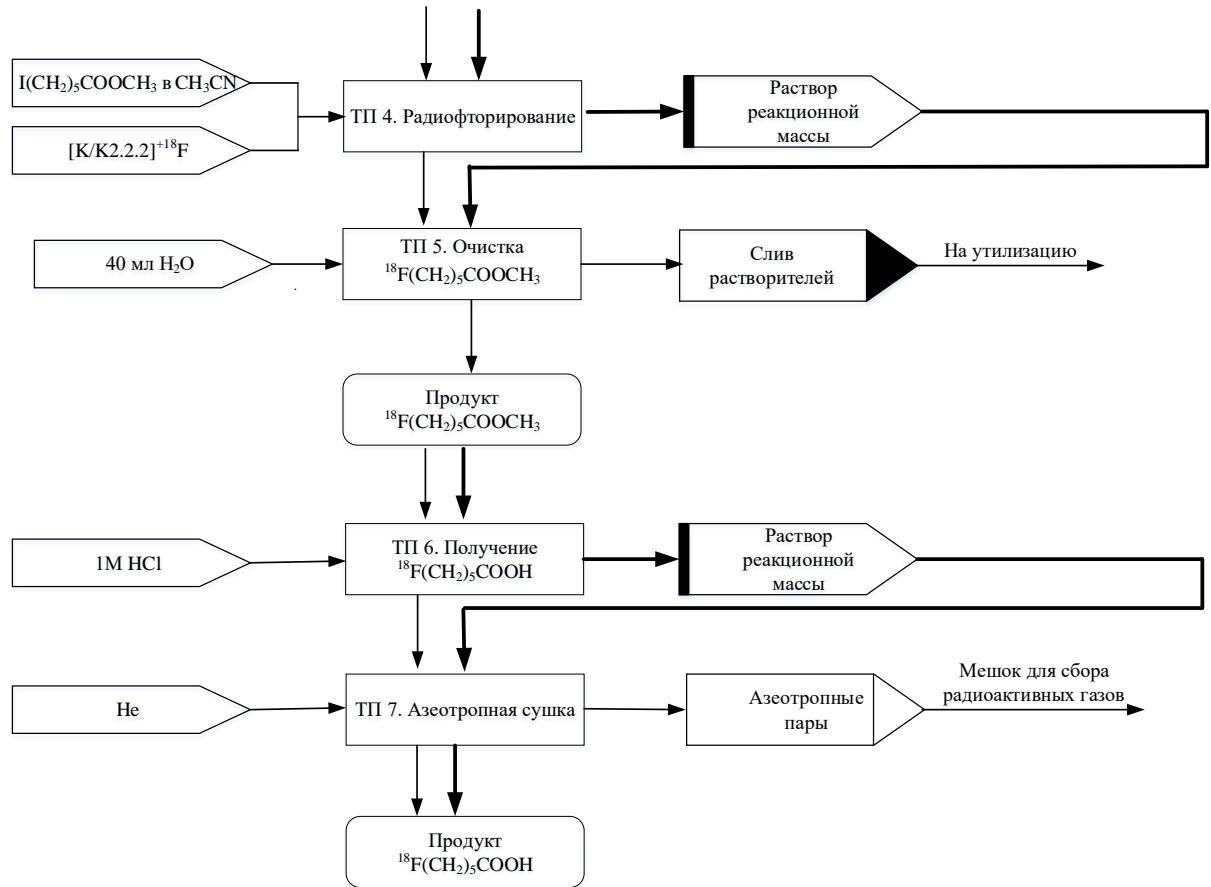 I(CH₂)₅COOCH₃ в CH₃CN
[K/K2.2.2]⁺¹⁸F
ТП 4. Радиофторирование
Раствор
реакционной
массы
40 мл H₂O
ТП 5. Очистка
¹⁸F(CH₂)₅COOCH₃
Слив
растворителей
На утилизацию
Продукт
¹⁸F(CH₂)₅COOCH₃
1M HCl
ТП 6. Получение
¹⁸F(CH₂)₅COOH
Раствор
реакционной
массы
He
ТП 7. Азеотропная сушка
Азеотропные
пары
Мешок для сбора
радиоактивных газов
Продукт
¹⁸F(CH₂)₅COOH